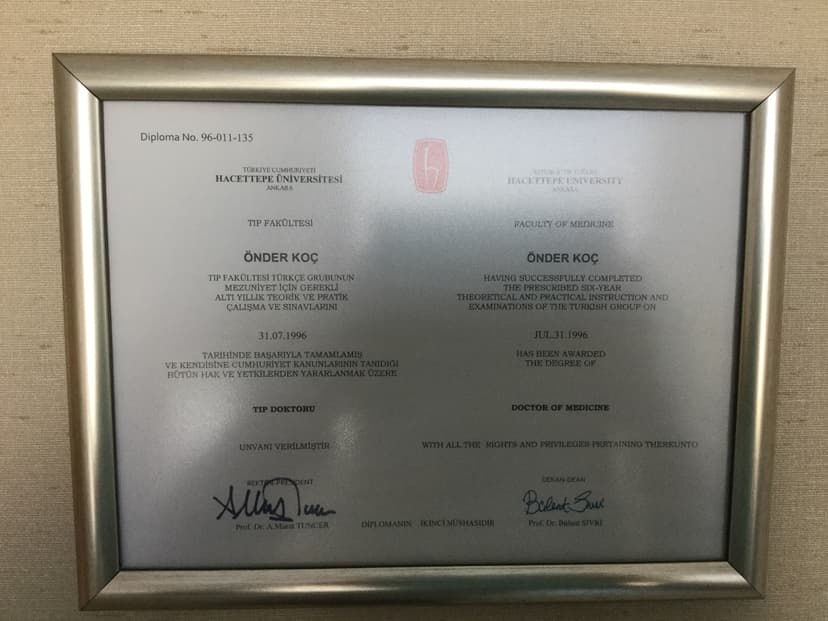 Diploma No. 96-011-135
TÜRKİYE CUMHURİYETİ
HACETTEPE ÜNİVERSİTESİ
ANKARA
TIP FAKÜLTESİ
ÖNDER KOÇ
TIP FAKÜLTESİ TÜRKÇE GRUBUNUN
MEZUNİYET İÇİN GEREKLİ
ALTI YILLIK TEORİK VE PRATİK
ÇALIŞMA VE SINAVLARINI
31.07.1996
TARIHINDE BAŞARIYLA TAMAMLAMIŞ
VE KENDİSİNE CUMHURİYET KANUNLARININ TANIDIĞI
BÜTÜN HAK VE YETKİLERDEN YARARLANMAK ÜZERE
TIP DOKTORU
UNVANI VERİLMİŞTİR
REKTÖR-PRESIDENT
Prof. Dr. A.Murat TUNCER
REPUBLIC OF TURKEY
HACETTEPE UNIVERSITY
ANKARA
FACULTY OF MEDICINE
ÖNDER KOÇ
HAVING SUCCESSFULLY COMPLETED
THE PRESCRIBED SIX-YEAR
THEORETICAL AND PRACTICAL INSTRUCTION AND
EXAMINATIONS OF THE TURKISH GROUP ON
JUL.31.1996
HAS BEEN AWARDED
THE DEGREE OF
DOCTOR OF MEDICINE
WITH ALL THE RIGHTS AND PRIVILEGES PERTAINING THEREUNTO
DEKAN-DEAN
Prof. Dr. Bülent SİVRİ
DİPLOMANIN İKİNCİ NÜSHASIDIR